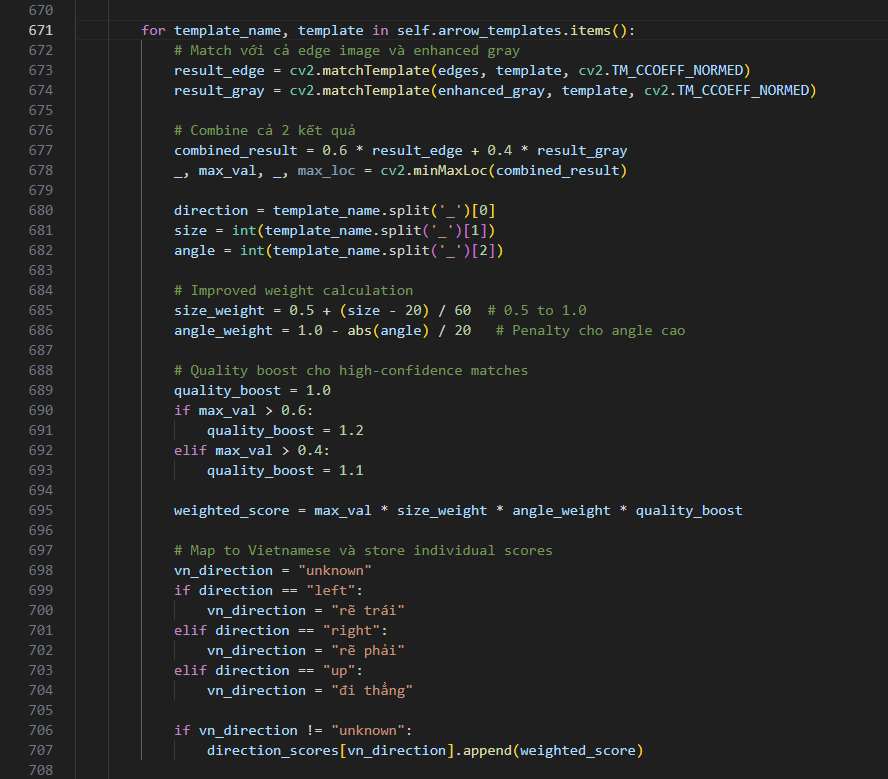 670
671 for template_name, template in self.arrow_templates.items():
672 # Match với cả edge image và enhanced gray
673 result_edge = cv2.matchTemplate(edges, template, cv2.TM_CCOEFF_NORMED)
674 result_gray = cv2.matchTemplate(enhanced_gray, template, cv2.TM_CCOEFF_NORMED)
675
676 # Combine cả 2 kết quả
677 combined_result = 0.6 * result_edge + 0.4 * result_gray
678 _, max_val, _, max_loc = cv2.minMaxLoc(combined_result)
679
680 direction = template_name.split('_')[0]
681 size = int(template_name.split('_')[1])
682 angle = int(template_name.split('_')[2])
683
684 # Improved weight calculation
685 size_weight = 0.5 + (size - 20) / 60  # 0.5 to 1.0
686 angle_weight = 1.0 - abs(angle) / 20   # Penalty cho angle cao
687
688 # Quality boost cho high-confidence matches
689 quality_boost = 1.0
690 if max_val > 0.6:
691 quality_boost = 1.2
692 elif max_val > 0.4:
693 quality_boost = 1.1
694
695 weighted_score = max_val * size_weight * angle_weight * quality_boost
696
697 # Map to Vietnamese và store individual scores
698 vn_direction = "unknown"
699 if direction == "left":
700 vn_direction = "rẽ trái"
701 elif direction == "right":
702 vn_direction = "rẽ phải"
703 elif direction == "up":
704 vn_direction = "đi thẳng"
705
706 if vn_direction != "unknown":
707 direction_scores[vn_direction].append(weighted_score)
708